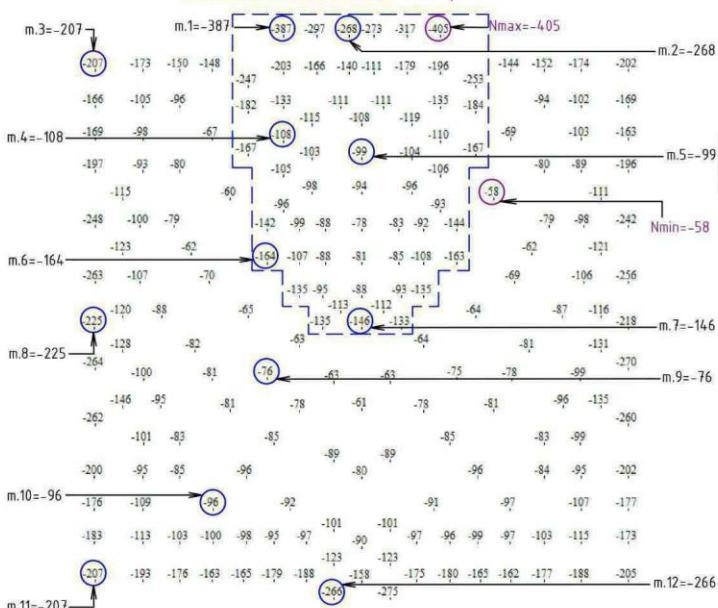 m.3=-207 m.1=-387 -387 -297 -268 -273 -317 -405 Nmax=-405
m.2=-268
-207 -173 -150 -148 -203 -166 -140 -111 -179 -196 -144 -152 -174 -202
-247 -253
-166 -105 -96 -182 -133 -111 -111 -135 -184 -94 -102 -169
-115 -108 -119
m.4=-108 -169 -98 -67 -108 -110 -69 -103 -163
-167 -103 -99 -104 -167 m.5=-99
-197 -93 -80 -105 -106 -80 -89 -196
-115 -60 -98 -94 -96 -58 -111
-96 -93
-248 -100 -79 -142 -99 -88 -78 -83 -92 -144 -79 -98 -242
Nmin=-58
-123 -62 -62 -121
m.6=-164 -164 -107 -88 -81 -85 -108 -163
-263 -107 -70 -69 -106 -256
-135 -95 -88 -93 -135
-120 -88 -65 -113 -112 -64 -87 -116
-225 -135 -146 -133 -218 m.7=-146
m.8=-225 -128 -82 -63 -64 -81 -131
-264 -270
-100 -81 -76 -63 -63 -75 -78 -99 m.9=-76
-146 -95 -81 -78 -61 -78 -81 -96 -135
-262 -260
-101 -83 -85 -85 -83 -99
-89 -89
-200 -95 -85 -96 -80 -96 -84 -95 -202
m.10=-96 -176 -109 -96 -92 -91 -97 -107 -177
-101 -101
-183 -113 -103 -100 -98 -95 -97 -90 -97 -96 -99 -97 -103 -115 -173
-123 -123
-207 -193 -176 -163 -165 -179 -188 -158 -175 -180 -165 -162 -177 -188 -205
-266 -275 m.12=-266
m.11=-207